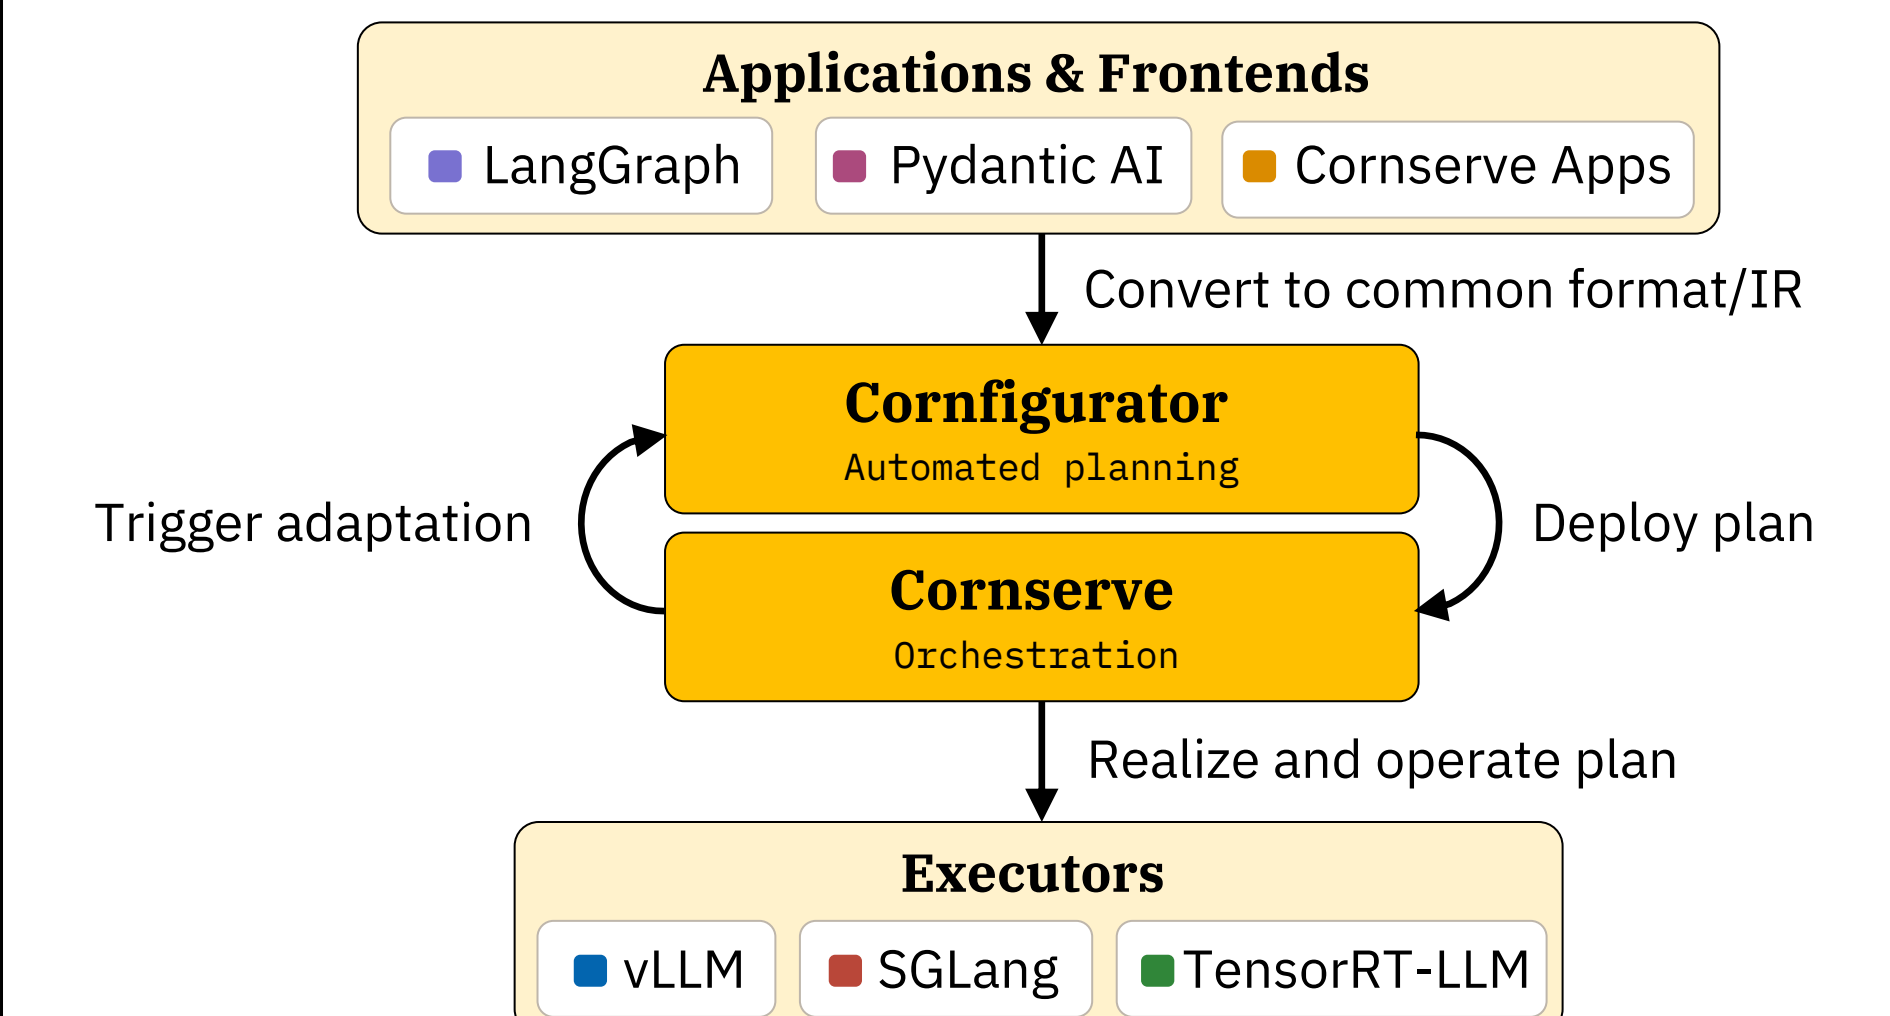 Applications & Frontends
LangGraph
Pydantic AI
Cornserve Apps
Convert to common format/IR
Cornfigurator
Automated planning
Trigger adaptation
Deploy plan
Cornserve
Orchestration
Realize and operate plan
Executors
vLLM
SGLang
TensorRT-LLM